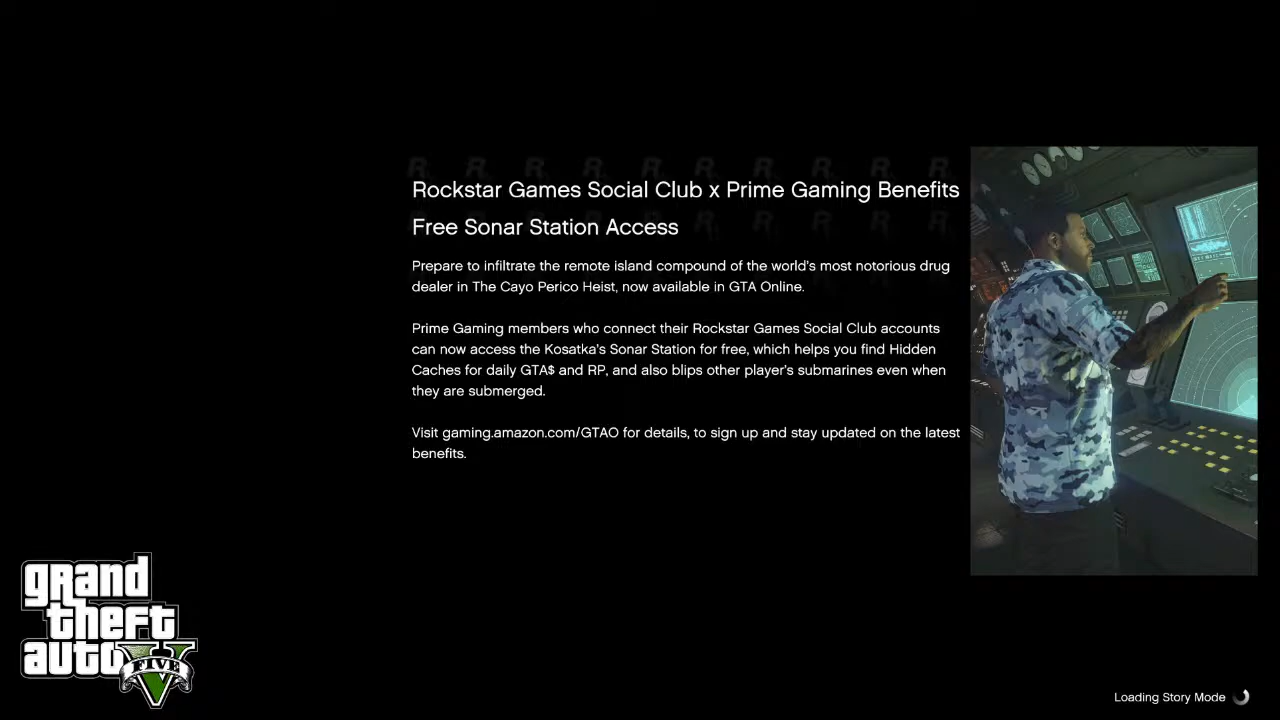 Rockstar Games Social Club x Prime Gaming Benefits
Free Sonar Station Access
Prepare to infiltrate the remote island compound of the world's most notorious drug
dealer in The Cayo Perico Heist, now available in GTA Online.
Prime Gaming members who connect their Rockstar Games Social Club accounts
can now access the Kosatka's Sonar Station for free, which helps you find Hidden
Caches for daily GTA$ and RP, and also blips other player's submarines even when
they are submerged.
Visit gaming.amazon.com/GTAO for details, to sign up and stay updated on the latest
benefits.
grand
theft
auto V
FIVE
Loading Story Mode